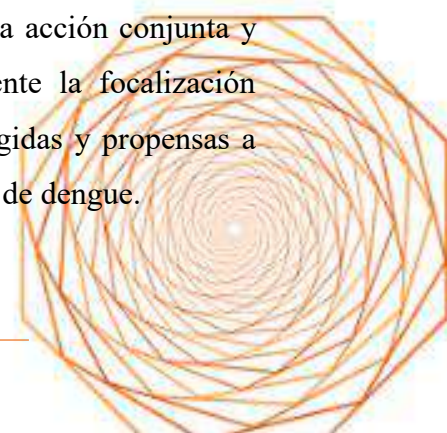 a acción conjunta y
ente la focalización
gidas y propensas a
de dengue.